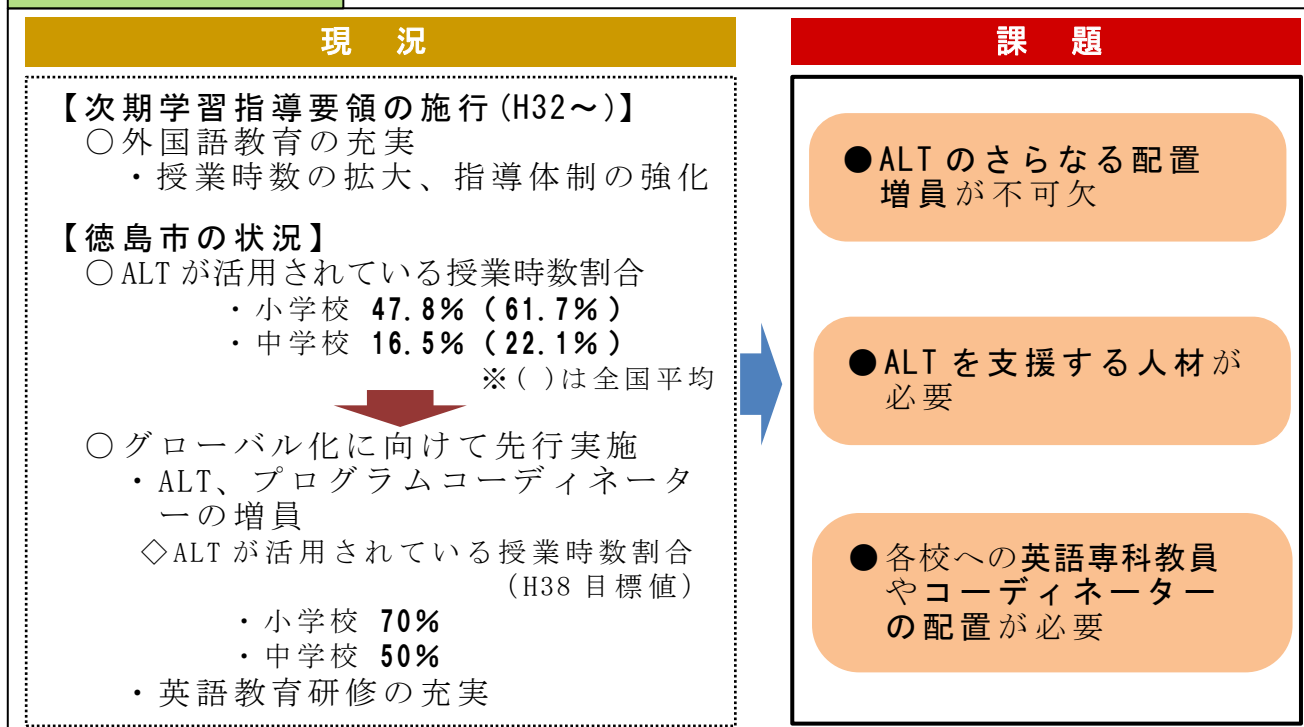 現 況
【次期学習指導要領の施行(H32～)】
○外国語教育の充実
・授業時数の拡大、指導体制の強化
【徳島市の状況】
○ALTが活用されている授業時数割合
・小学校 47.8%(61.7%)
・中学校 16.5%(22.1%)
※( )は全国平均
○グローバル化に向けて先行実施
・ALT、プログラムコーディネータ
ーの増員
◇ALTが活用されている授業時数割合
(H38目標値)
・小学校 70%
・中学校 50%
・英語教育研修の充実
課 題
●ALTのさらなる配置
増員が不可欠
●ALTを支援する人材が
必要
●各校への英語専科教員
やコーディネーター
の配置が必要